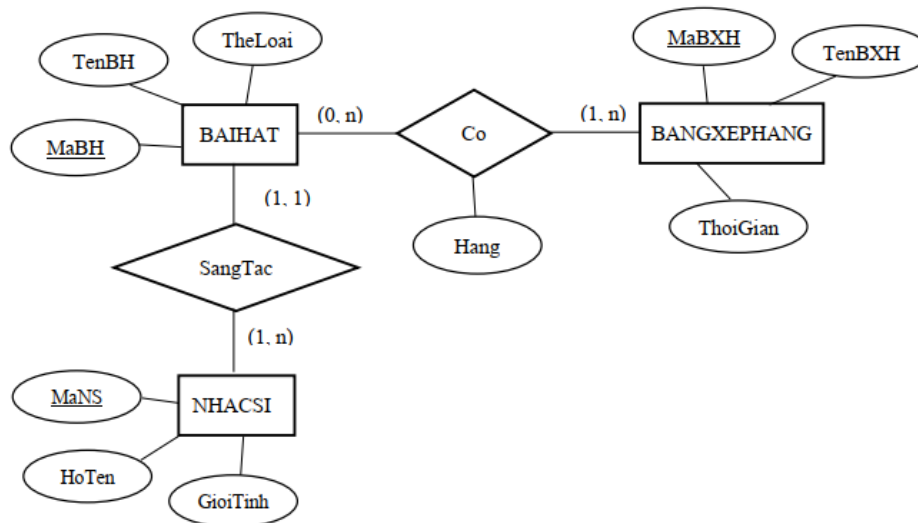 TenBH
TheLoai
MaBXH
TenBXH
MaBH
BAIHAT
(0, n)
Co
(1, n)
BANGXEPHANG
(1, 1)
Hang
ThoiGian
SangTac
(1, n)
MaNS
NHACSI
HoTen
GioiTinh